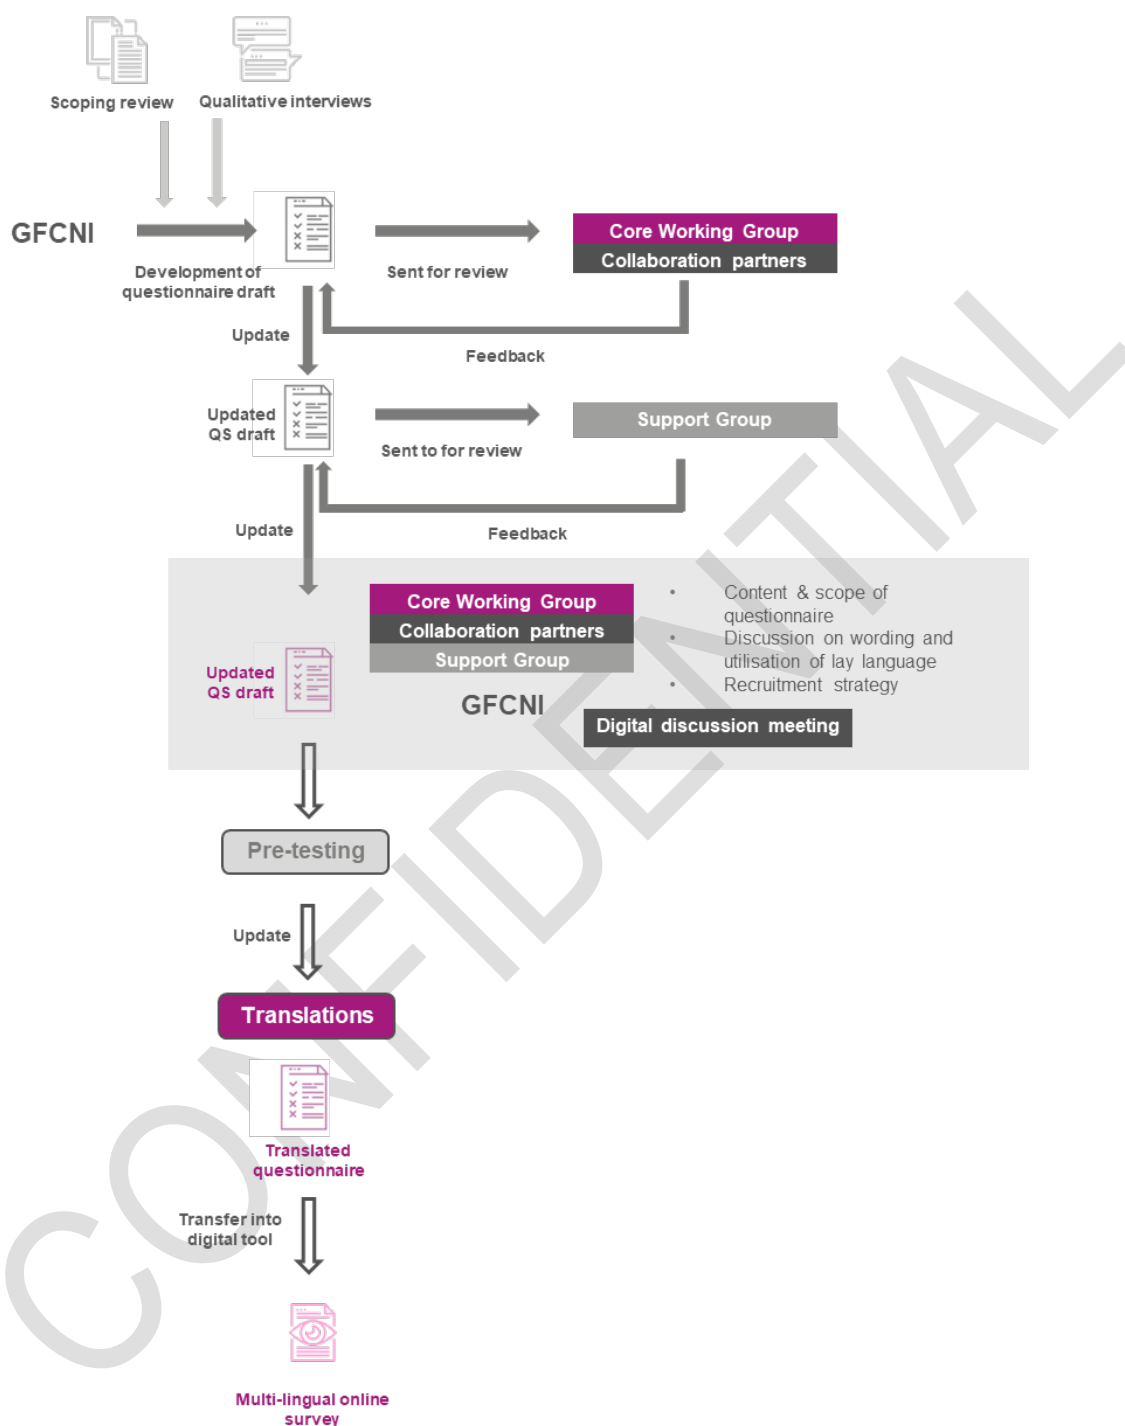 Scoping review
Qualitative interviews
GFCNI
Development of
questionnaire draft
Sent for review
Core Working Group
Collaboration partners
Update
Feedback
Updated
QS draft
Sent to for review
Support Group
Update
Feedback
Updated
QS draft
Core Working Group
Collaboration partners
Support Group
GFCNI
• Content & scope of
questionnaire
• Discussion on wording and
utilisation of lay language
• Recruitment strategy
Digital discussion meeting
Pre-testing
Update
Translations
Translated
questionnaire
Transfer into
digital tool
Multi-lingual online
survey
CONFIDENTIAL